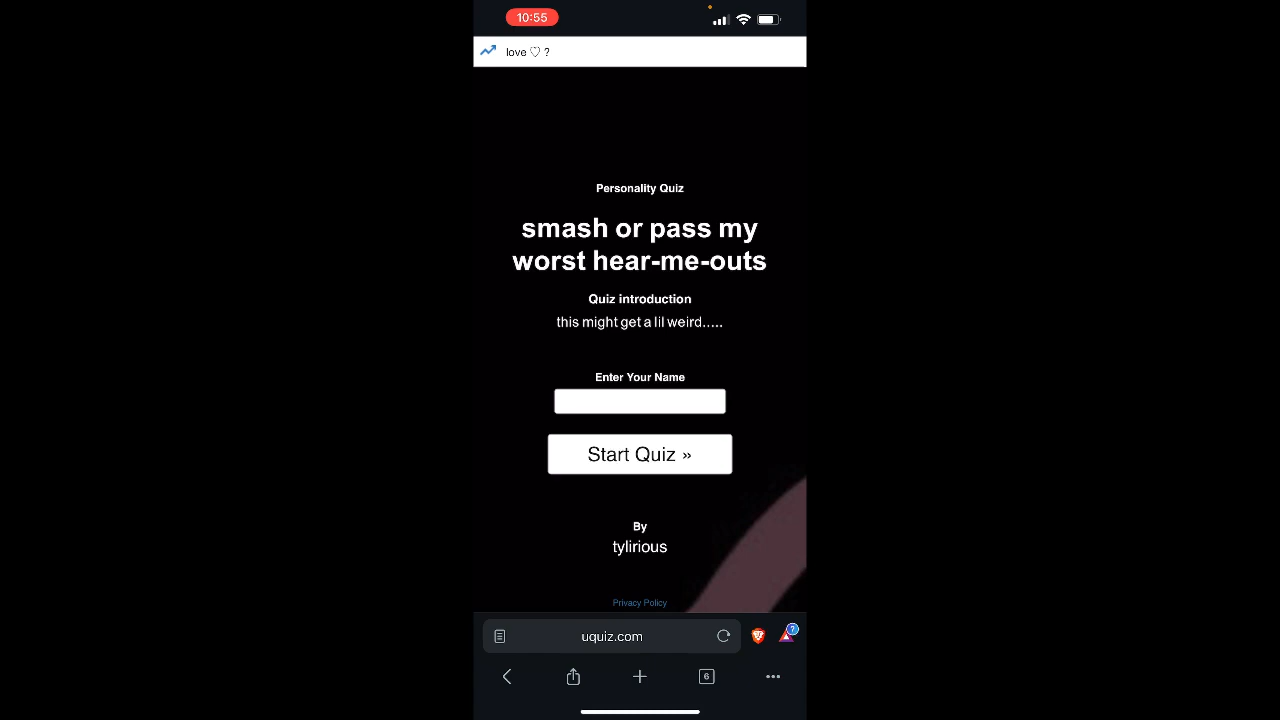 10:55
love ♡ ?
Personality Quiz
smash or pass my
worst hear-me-outs
Quiz introduction
this might get a lil weird.....
Enter Your Name
Start Quiz »
By
tylirious
Privacy Policy
uquiz.com
?
6